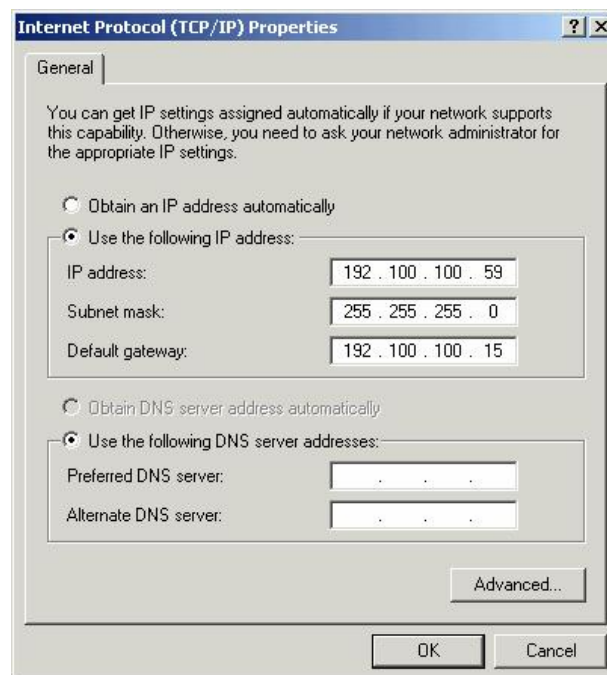 Internet Protocol (TCP/IP) Properties
General
You can get IP settings assigned automatically if your network supports
this capability. Otherwise, you need to ask your network administrator for
the appropriate IP settings.
Obtain an IP address automatically
Use the following IP address:
IP address: 192 . 100 . 100 . 59
Subnet mask: 255 . 255 . 255 . 0
Default gateway: 192 . 100 . 100 . 15
Obtain DNS server address automatically
Use the following DNS server addresses:
Preferred DNS server: . . .
Alternate DNS server: . . .
Advanced...
OK Cancel